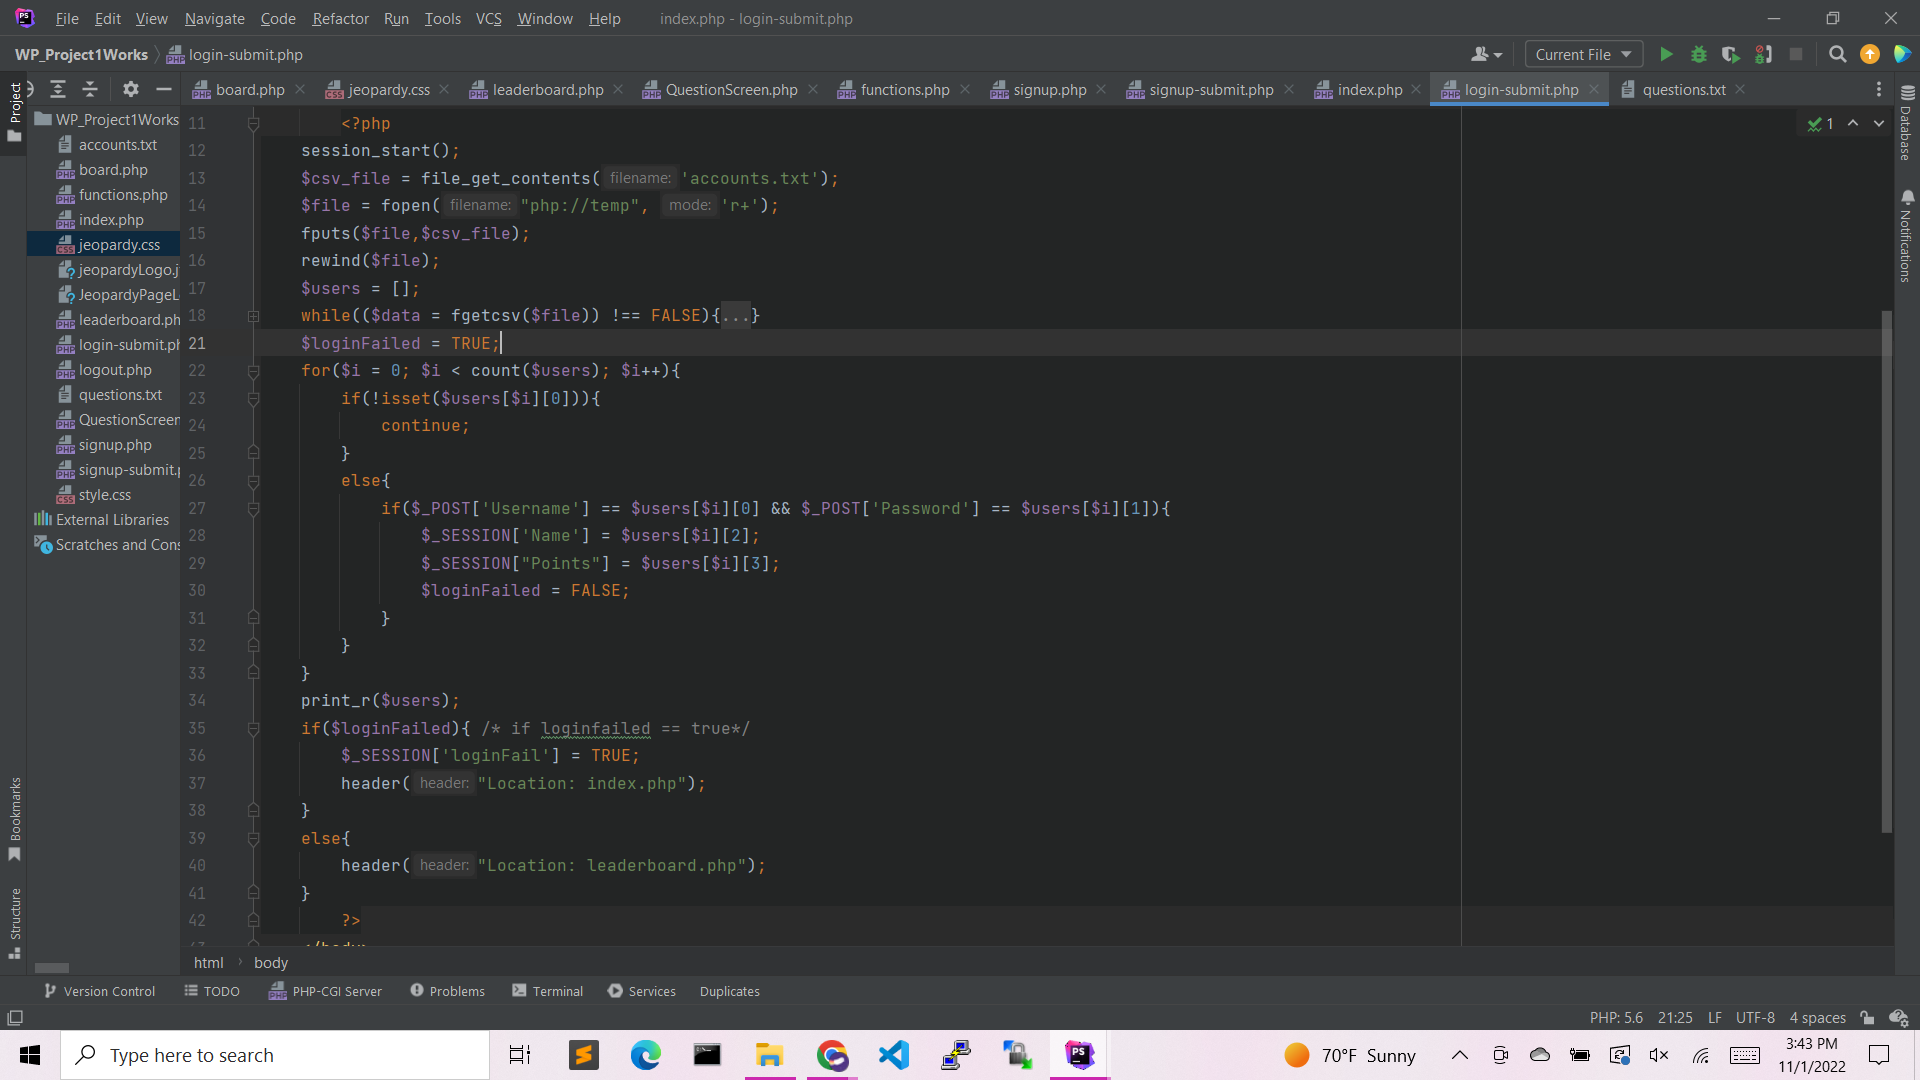 File Edit View Navigate Code Refactor Run Tools VCS Window Help index.php - login-submit.php
WP_Project1Works login-submit.php Current File
Project board.php jeopardy.css leaderboard.php QuestionScreen.php functions.php signup.php signup-submit.php index.php login-submit.php questions.txt
WP_Project1Works
accounts.txt
board.php
functions.php
index.php
jeopardy.css
jeopardyLogo.j
JeopardyPageL
leaderboard.ph
login-submit.ph
logout.php
questions.txt
QuestionScreen
signup.php
signup-submit.p
style.css
External Libraries
Scratches and Cons
Bookmarks
Structure
11 <?php
12 session_start();
13 $csv_file = file_get_contents( filename: 'accounts.txt');
14 $file = fopen( filename: "php://temp", mode: 'r+');
15 fputs($file,$csv_file);
16 rewind($file);
17 $users = [];
18 while(($data = fgetcsv($file)) !== FALSE){...}
21 $loginFailed = TRUE;
22 for($i = 0; $i < count($users); $i++){
23 if(!isset($users[$i][0])){
24 continue;
25 }
26 else{
27 if($_POST['Username'] == $users[$i][0] && $_POST['Password'] == $users[$i][1]){
28 $_SESSION['Name'] = $users[$i][2];
29 $_SESSION["Points"] = $users[$i][3];
30 $loginFailed = FALSE;
31 }
32 }
33 }
34 print_r($users);
35 if($loginFailed){ /* if loginfailed == true*/
36 $_SESSION['loginFail'] = TRUE;
37 header( header: "Location: index.php");
38 }
39 else{
40 header( header: "Location: leaderboard.php");
41 }
42 ?>
43 </body>
1
Database
Notifications
html body
Version Control TODO PHP-CGI Server Problems Terminal Services Duplicates
PHP: 5.6 21:25 LF UTF-8 4 spaces
Type here to search
70°F Sunny
3:43 PM
11/1/2022